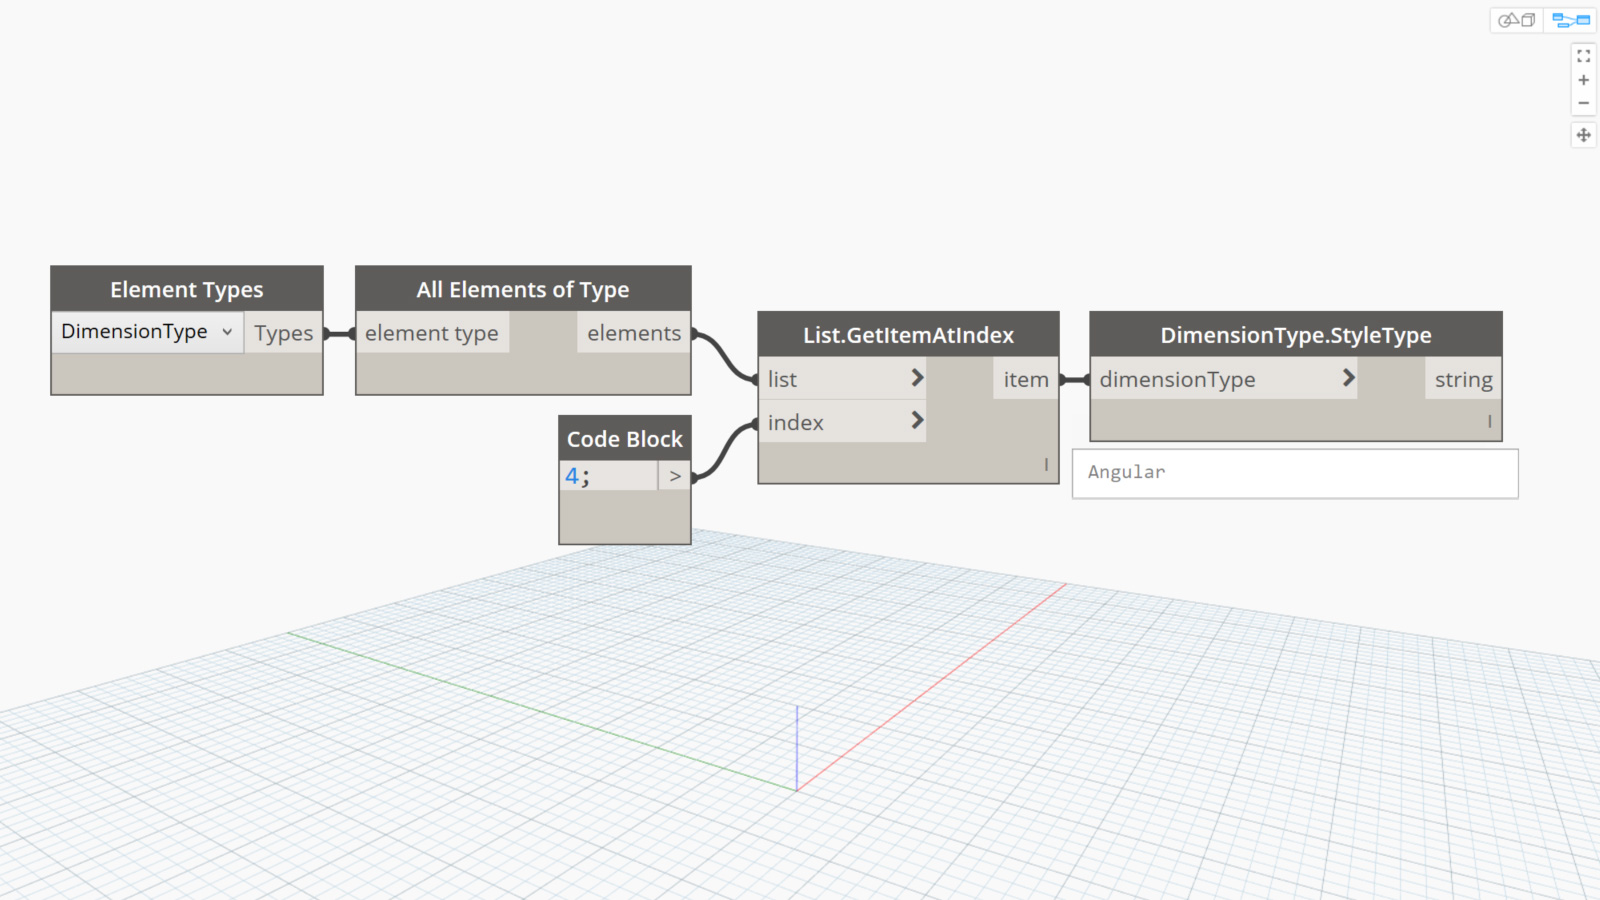 Element Types
DimensionType
Types
All Elements of Type
element type
elements
Code Block
4;
>
List.GetItemAtIndex
list
item
index
DimensionType.StyleType
dimensionType
string
Angular